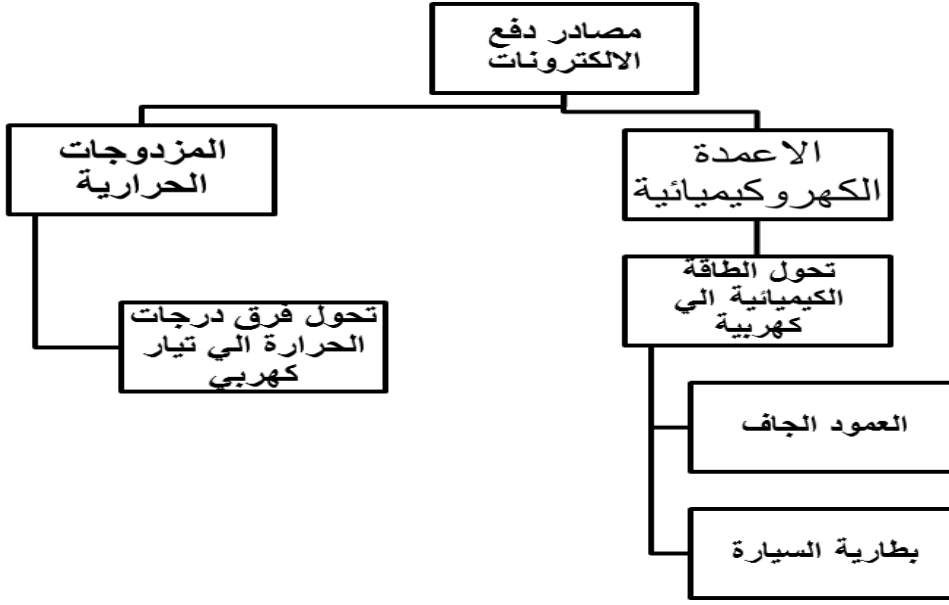 مصادر دفع
الالكترونات
الاعمدة
الكهروكيميائية
تحول الطاقة
الكيميائية الي
كهربية
العمود الجاف
بطارية السيارة
المزدوجات
الحرارية
تحول فرق درجات
الحرارة الي تيار
كهربي